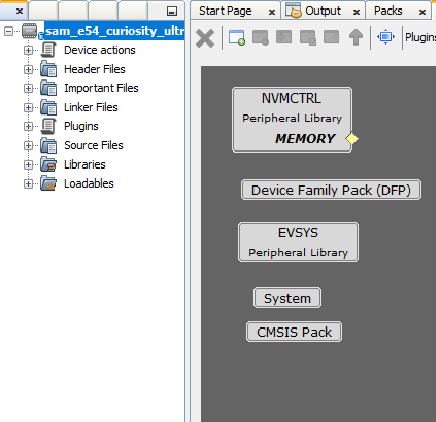 sam_e54_curiosity_ultr
Device actions
Header Files
Important Files
Linker Files
Plugins
Source Files
Libraries
Loadables
Start Page
Output
Packs
Plugins
NVMCTRL
Peripheral Library
MEMORY
Device Family Pack (DFP)
EVSYS
Peripheral Library
System
CMSIS Pack